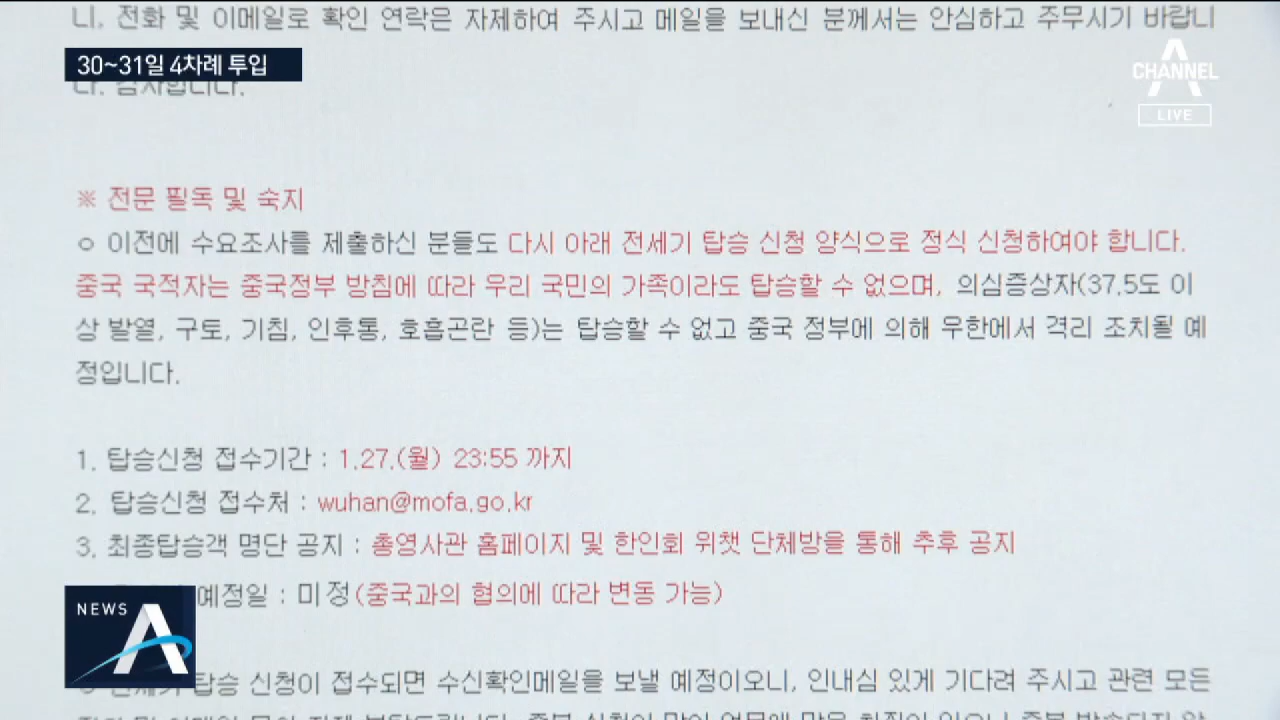 니. 전화 및 이메일로 확인 연락은 자제하여 주시고 메일을 보내신 분께서는 안심하고 주무시기 바랍니
30~31일 4차례 투입
다. 감사합니다.
CHANNEL A
LIVE
※ 전문 필독 및 숙지
ㅇ 이전에 수요조사를 제출하신 분들도 다시 아래 전세기 탑승 신청 양식으로 정식 신청하여야 합니다.
중국 국적자는 중국정부 방침에 따라 우리 국민의 가족이라도 탑승할 수 없으며, 의심증상자(37.5도 이
상 발열, 구토, 기침, 인후통, 호흡곤란 등)는 탑승할 수 없고 중국 정부에 의해 우한에서 격리 조치될 예
정입니다.
1. 탑승신청 접수기간 : 1.27.(월) 23:55 까지
2. 탑승신청 접수처 : wuhan@mofa.go.kr
3. 최종탑승객 명단 공지 : 총영사관 홈페이지 및 한인회 위챗 단체방을 통해 추후 공지
예정일 : 미정(중국과의 협의에 따라 변동 가능)
NEWS A
탑승 신청이 접수되면 수신확인메일을 보낼 예정이오니, 인내심 있게 기다려 주시고 관련 모든